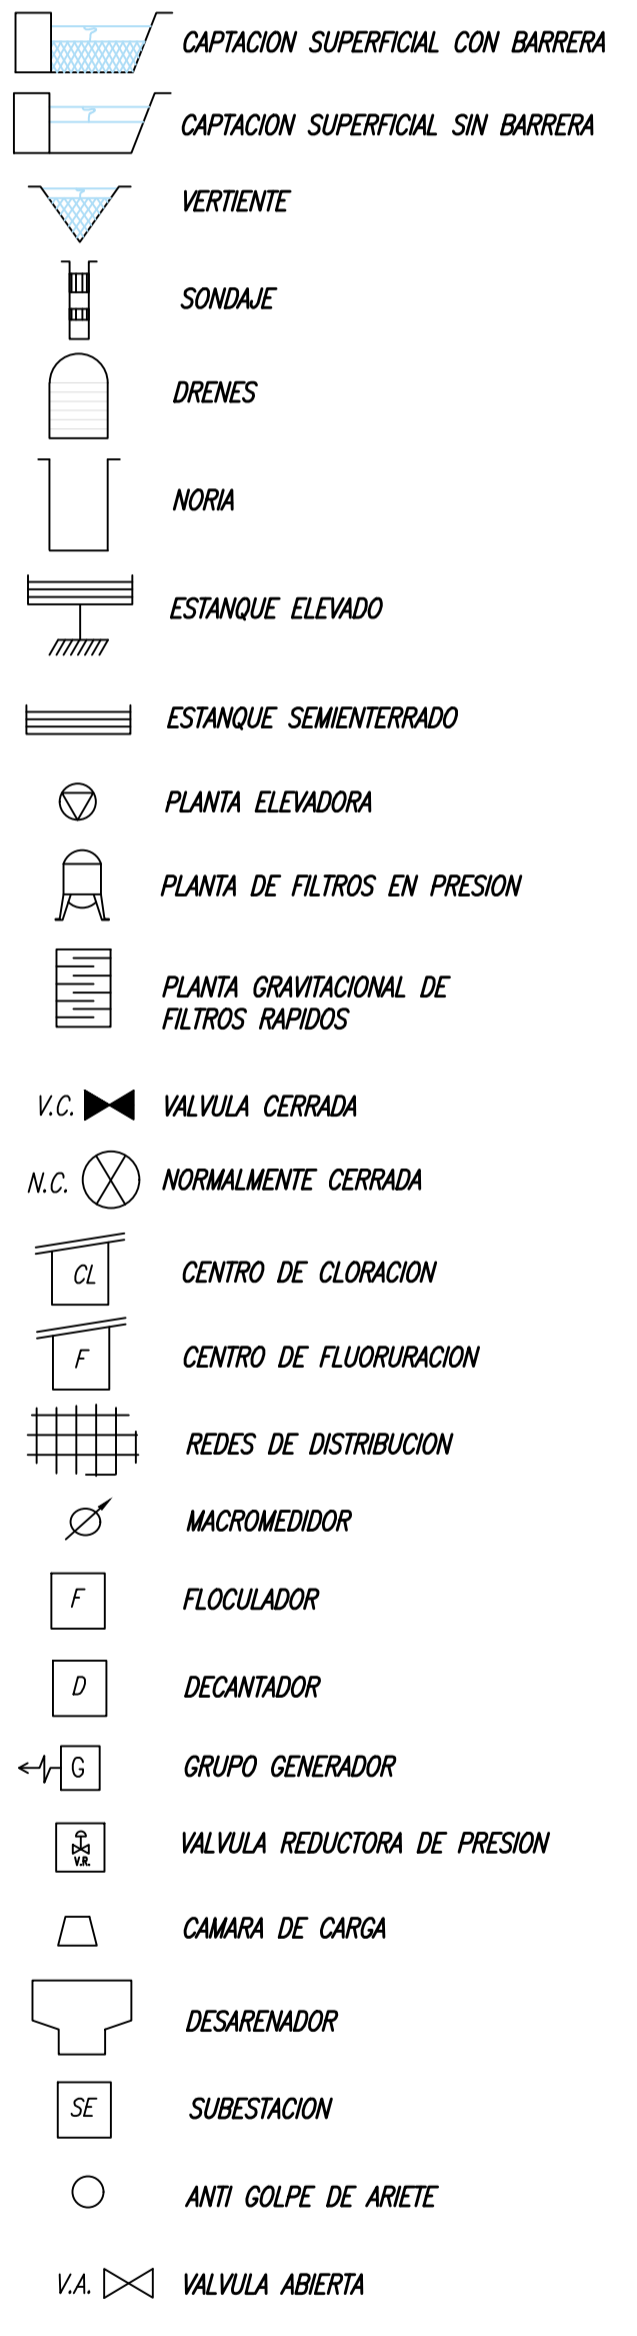 CAPTACION SUPERFICIAL CON BARRERA
CAPTACION SUPERFICIAL SIN BARRERA
VERTIENTE
SONDAJE
DRENES
NORIA
ESTANQUE ELEVADO
ESTANQUE SEMIENTERRADO
PLANTA ELEVADORA
PLANTA DE FILTROS EN PRESION
PLANTA GRAVITACIONAL DE
FILTROS RAPIDOS
V.C. VALVULA CERRADA
N.C. NORMALMENTE CERRADA
CL CENTRO DE CLORACION
F CENTRO DE FLUORURACION
REDES DE DISTRIBUCION
MACROMEDIDOR
F FLOCULADOR
D DECANTADOR
G GRUPO GENERADOR
V.R. VALVULA REDUCTORA DE PRESION
CAMARA DE CARGA
DESARENADOR
SE SUBESTACION
ANTI GOLPE DE ARIETE
V.A. VALVULA ABIERTA